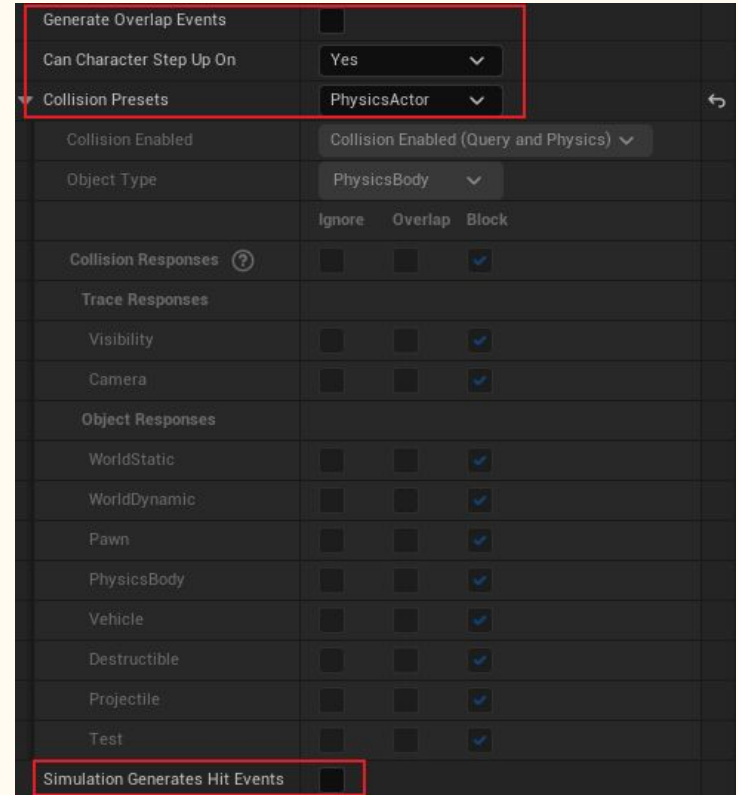 Generate Overlap Events
Can Character Step Up On Yes
Collision Presets PhysicsActor
Collision Enabled Collision Enabled (Query and Physics)
Object Type PhysicsBody
Ignore Overlap Block
Collision Responses ?
Trace Responses
Visibility
Camera
Object Responses
WorldStatic
WorldDynamic
Pawn
PhysicsBody
Vehicle
Destructible
Projectile
Test
Simulation Generates Hit Events